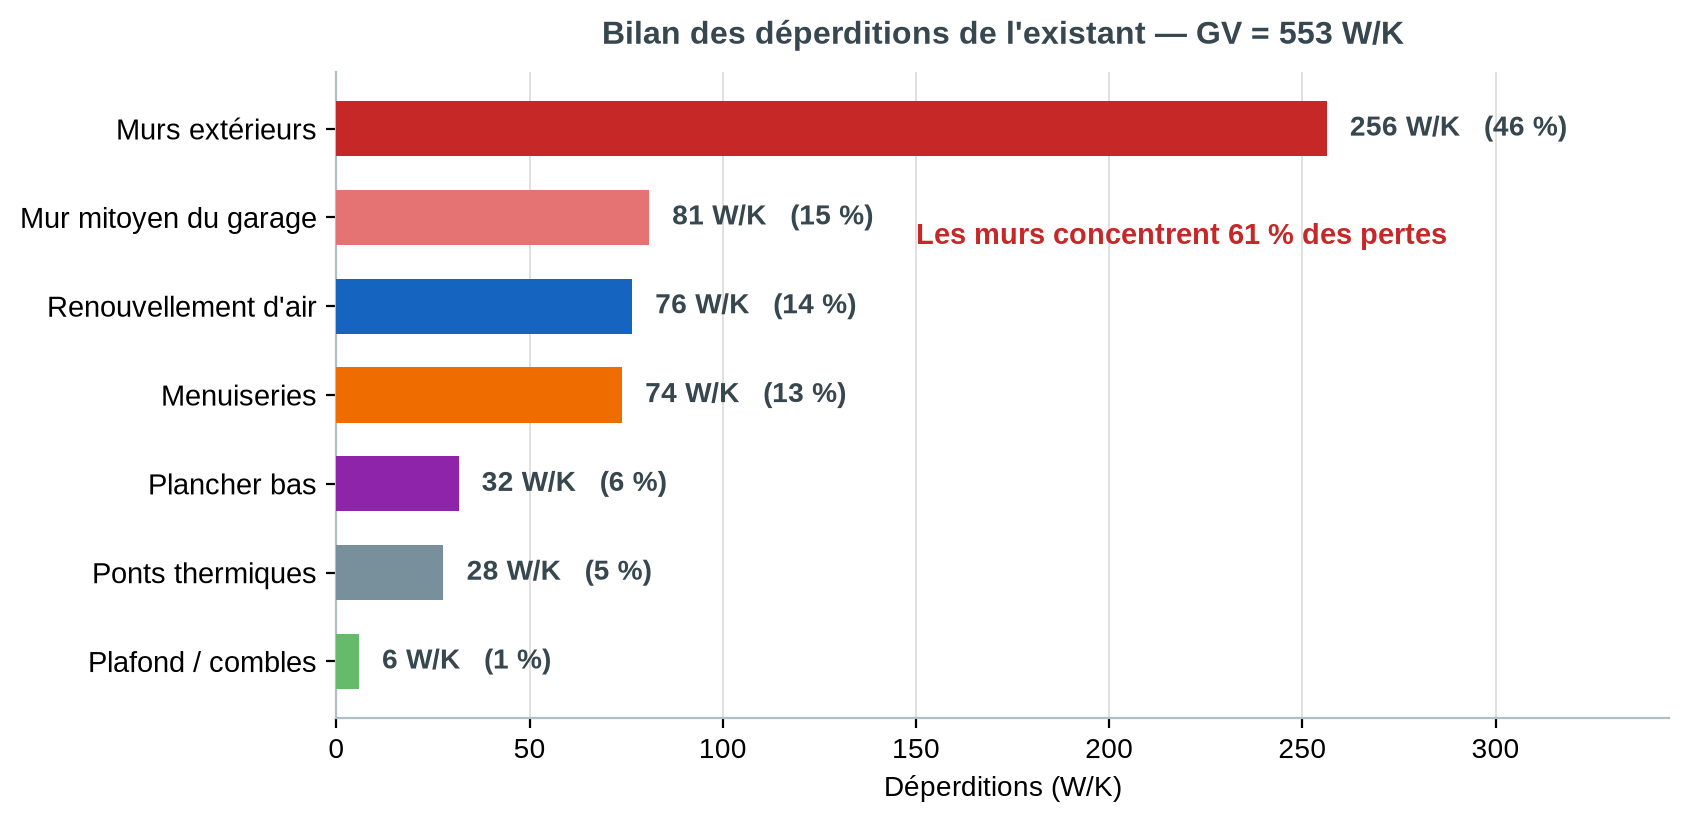 Bilan des déperditions de l'existant — GV = 553 W/K
Murs extérieurs 256 W/K (46 %)
Mur mitoyen du garage 81 W/K (15 %)
Les murs concentrent 61 % des pertes
Renouvellement d'air 76 W/K (14 %)
Menuiseries 74 W/K (13 %)
Plancher bas 32 W/K (6 %)
Ponts thermiques 28 W/K (5 %)
Plafond / combles 6 W/K (1 %)
0 50 100 150 200 250 300
Déperditions (W/K)